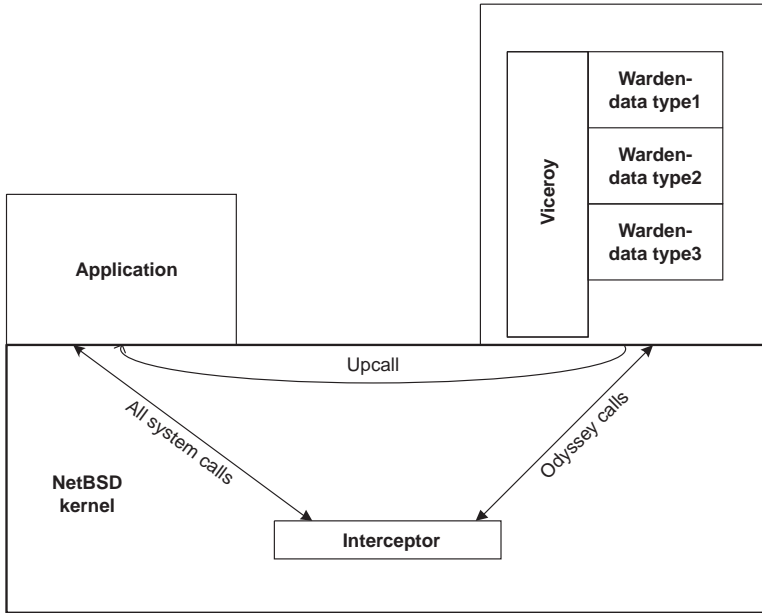 Warden-
data type1
Warden-
data type2
Warden-
data type3
Viceroy
Application
Upcall
All system calls
Odyssey calls
NetBSD
kernel
Interceptor